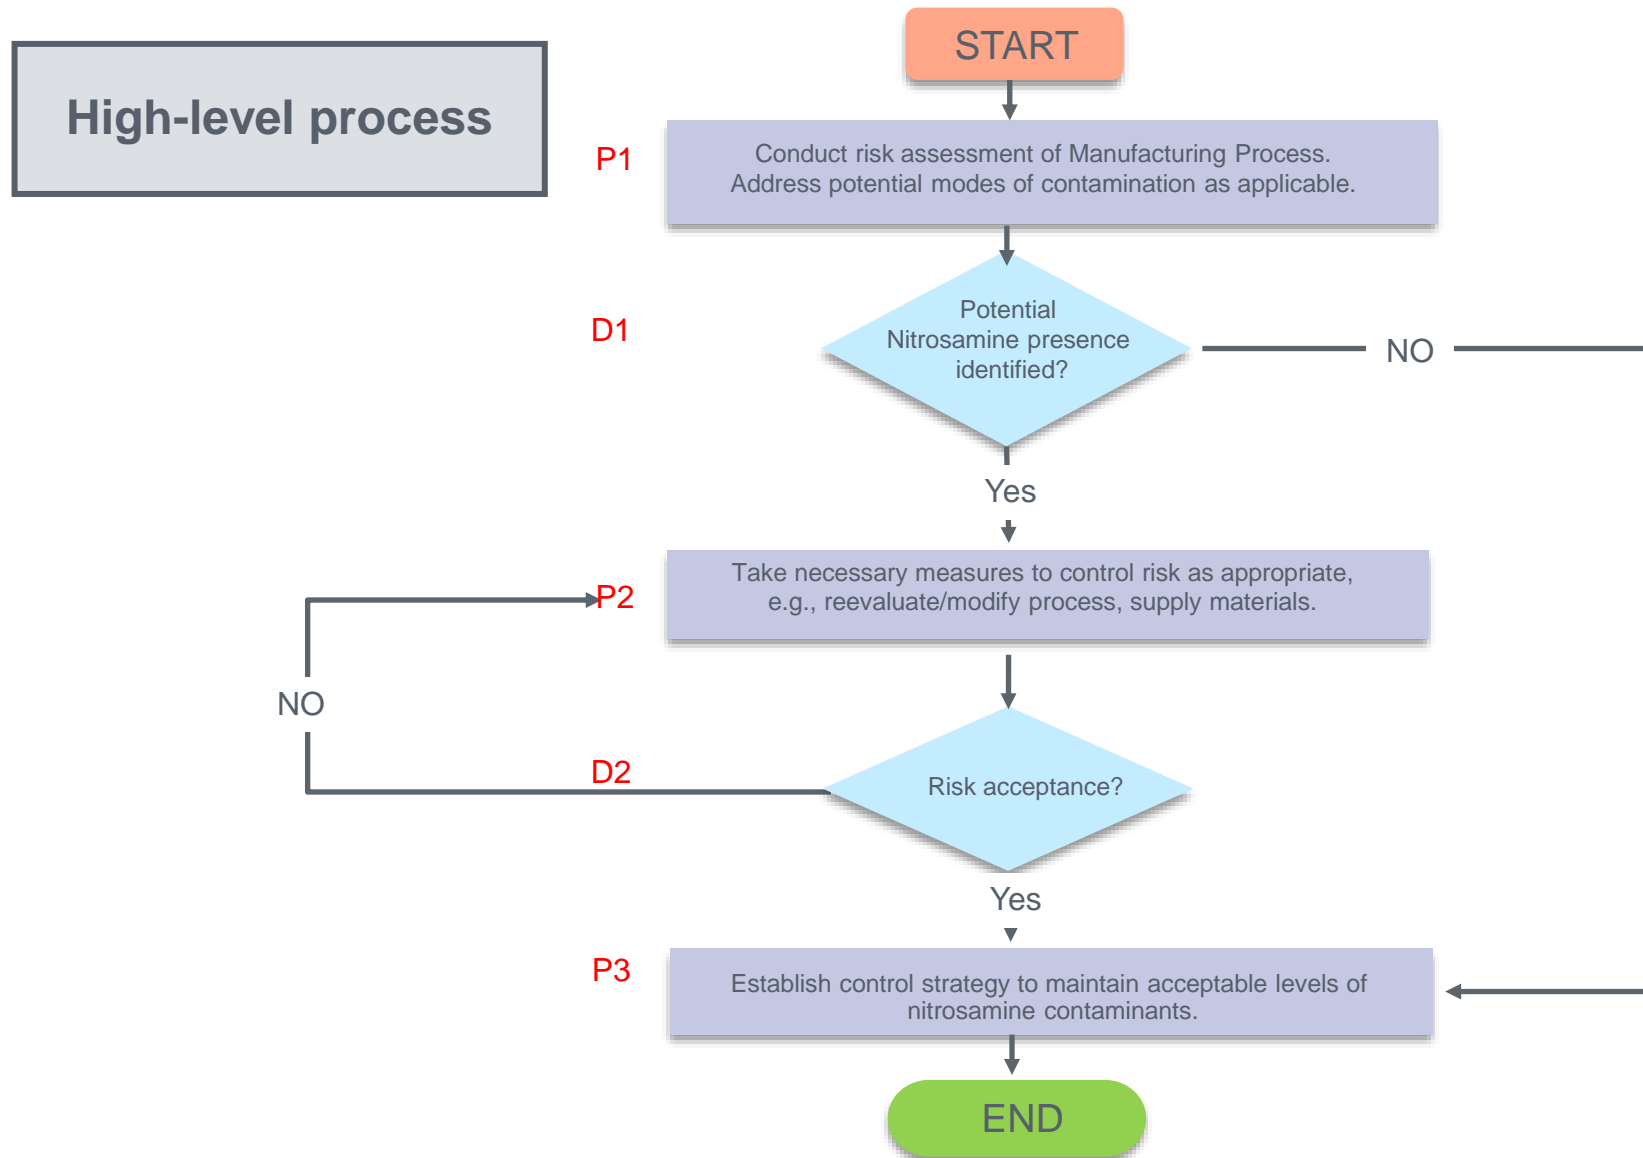 START
High-level process
P1
Conduct risk assessment of Manufacturing Process.
Address potential modes of contamination as applicable.
D1
Potential
Nitrosamine presence
identified?
NO
Yes
P2
Take necessary measures to control risk as appropriate,
e.g., reevaluate/modify process, supply materials.
NO
D2
Risk acceptance?
Yes
P3
Establish control strategy to maintain acceptable levels of
nitrosamine contaminants.
END